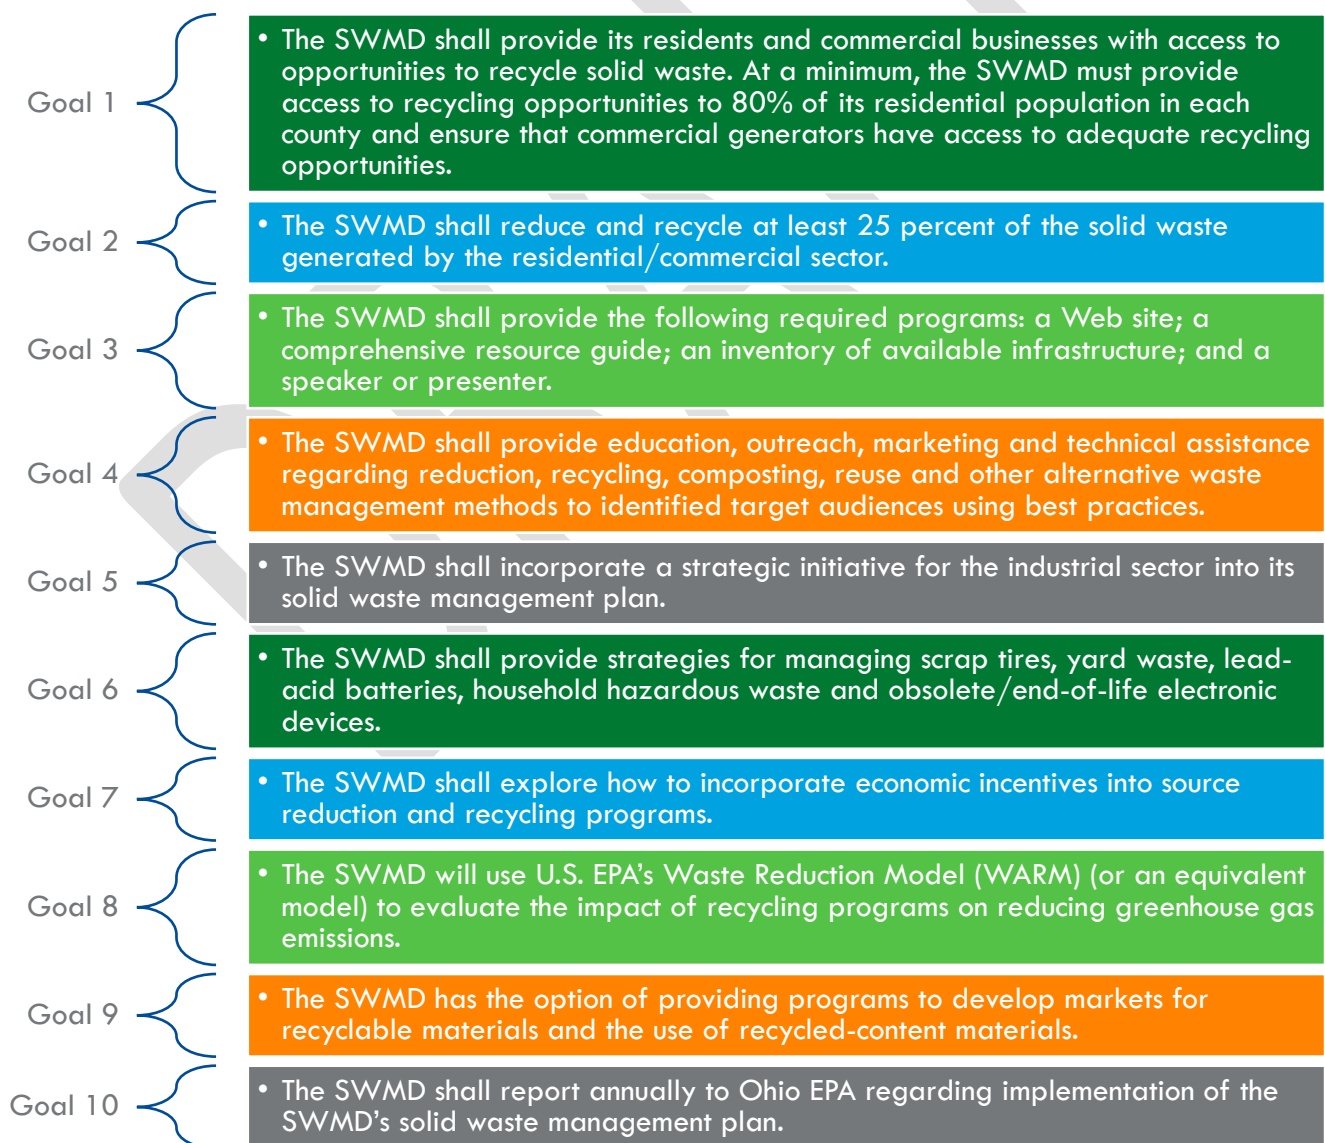 Goal 1
• The SWMD shall provide its residents and commercial businesses with access to
opportunities to recycle solid waste. At a minimum, the SWMD must provide
access to recycling opportunities to 80% of its residential population in each
county and ensure that commercial generators have access to adequate recycling
opportunities.
Goal 2
• The SWMD shall reduce and recycle at least 25 percent of the solid waste
generated by the residential/commercial sector.
Goal 3
• The SWMD shall provide the following required programs: a Web site; a
comprehensive resource guide; an inventory of available infrastructure; and a
speaker or presenter.
Goal 4
• The SWMD shall provide education, outreach, marketing and technical assistance
regarding reduction, recycling, composting, reuse and other alternative waste
management methods to identified target audiences using best practices.
Goal 5
• The SWMD shall incorporate a strategic initiative for the industrial sector into its
solid waste management plan.
Goal 6
• The SWMD shall provide strategies for managing scrap tires, yard waste, lead-
acid batteries, household hazardous waste and obsolete/end-of-life electronic
devices.
Goal 7
• The SWMD shall explore how to incorporate economic incentives into source
reduction and recycling programs.
Goal 8
• The SWMD will use U.S. EPA's Waste Reduction Model (WARM) (or an equivalent
model) to evaluate the impact of recycling programs on reducing greenhouse gas
emissions.
Goal 9
• The SWMD has the option of providing programs to develop markets for
recyclable materials and the use of recycled-content materials.
Goal 10
• The SWMD shall report annually to Ohio EPA regarding implementation of the
SWMD's solid waste management plan.